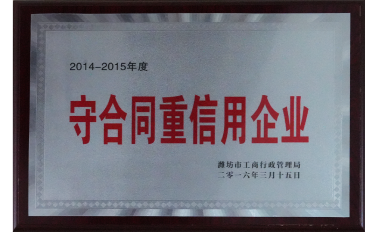 2014-2015年度
守合同重信用企业
潍坊市工商行政管理局
二零一六年三月十五日